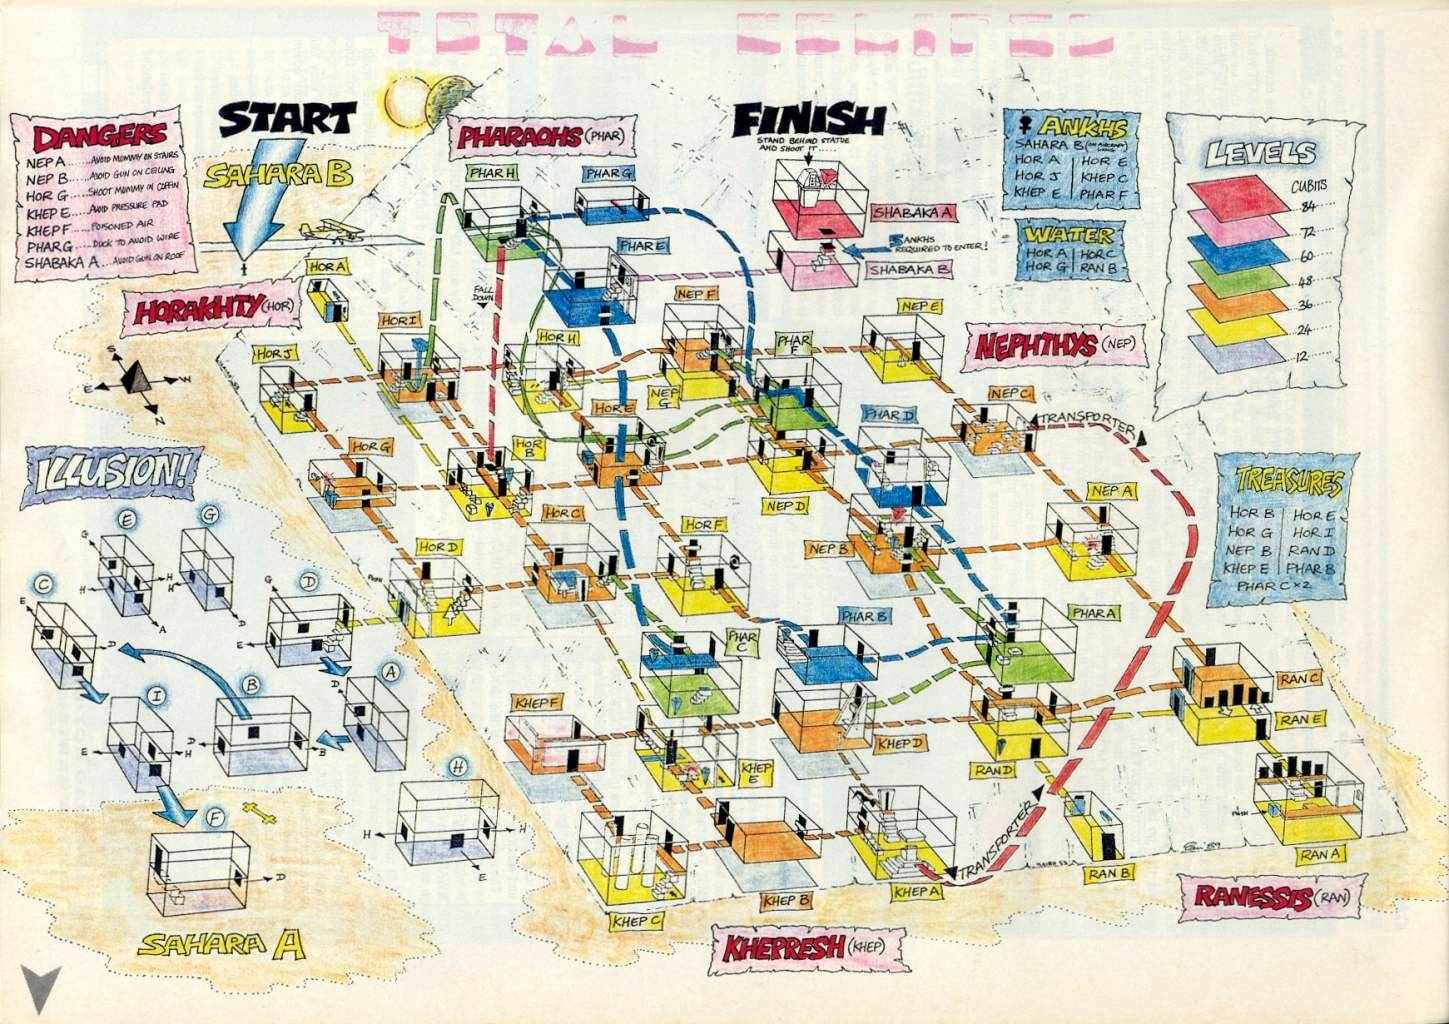 TOTAL ECLIPSE
DANGERS
NEP A......AVOID MUMMY ON STAIRS
NEP B......AVOID GUN ON CEILING
HOR G......SHOOT MUMMY IN COFFIN
KHEP E.....AVOID PRESSURE PAD
KHEP F......POISONED AIR
PHAR G.....DUCK TO AVOID WIRE
SHABAKA A...AVOID GUN ON ROOF
START
SAHARA B
PHARAOHS (PHAR)
FINISH
STAND BEHIND STATUE
AND SHOOT IT......
ANKHS
SAHARA B
HOR A
HOR E
HOR J
KHEP C
KHEP E
PHAR F
WATER
HOR A
HOR C
HOR G
RAN B
LEVELS
CUBITS
84
72
60
48
36
24
12
PHAR H
PHAR G
SHABAKA A
5 ANKHS
REQUIRED TO ENTER!
SHABAKA B
PHAR E
HOR A
HORAKHTY (HOR)
FALL
DOWN
NEP F
NEP E
NEPHTHYS (NEP)
HOR I
HOR J
HOR H
PHAR
F
NEP
G
NEP C
TRANSPORTER
S
E
W
N
HOR E
PHAR D
HOR G
HOR
B
NEP D
NEP A
ILLUSION!
TREASURES
HOR B
HOR E
HOR G
HOR I
NEP B
RAN D
KHEP E
PHAR B
PHAR C x 2
HOR C
HOR F
NEP B
HOR D
PUSH
E
G
G
H
H
A
D
C
E
D
D
G
E
A
D
B
D
B
I
E
H
H
H
H
E
F
D
SAHARA A
PHAR
C
PHAR B
PHAR A
KHEP F
KHEP D
KHEP
E
RAN D
RAN C
RAN E
PUSH
RAN A
TRANSPORTER
RAN B
KHEP C
KHEP B
KHEP A
KHEPRESH (KHEP)
RANESSIS (RAN)